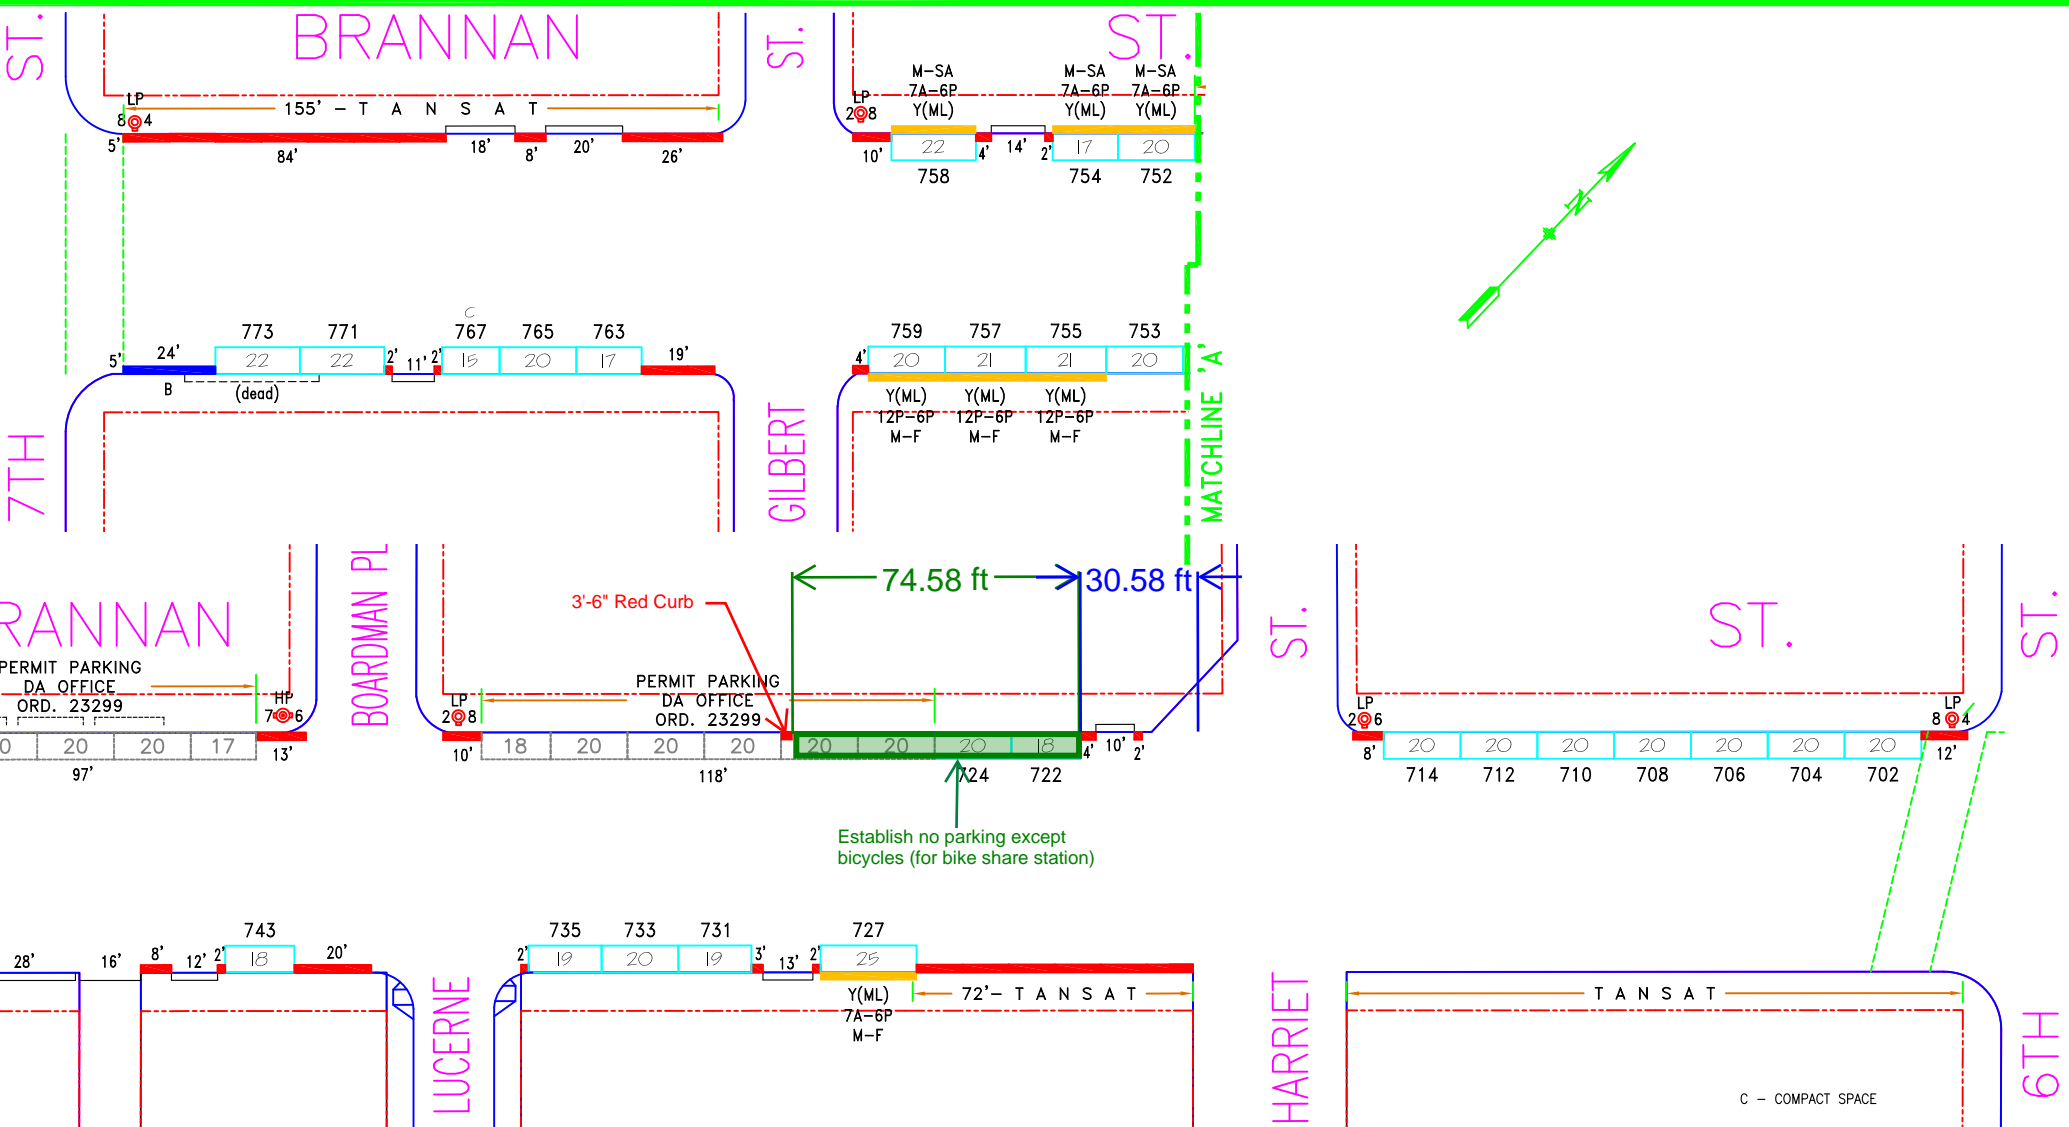 ST.
BRANNAN
ST.
ST.
LP
8 4
155' - T A N S A T
5'
84'
18'
8'
20'
26'
LP
2 8
M-SA
7A-6P
Y(ML)
M-SA
7A-6P
Y(ML)
M-SA
7A-6P
Y(ML)
10'
22
4'
14'
2'
17
20
758
754
752
N
C
773
771
767
765
763
5'
24'
22
22
2'
11'
2'
15
20
17
19'
B
(dead)
759
757
755
753
4'
20
21
21
20
Y(ML)
12P-6P
M-F
Y(ML)
12P-6P
M-F
Y(ML)
12P-6P
M-F
7TH
GILBERT
MATCHLINE 'A'
RANNAN
BOARDMAN PL
3'-6" Red Curb
74.58 ft
30.58 ft
ST.
ST.
ST.
PERMIT PARKING
DA OFFICE
ORD. 23299
HP
7 6
0
20
20
17
13'
97'
LP
2 8
PERMIT PARKING
DA OFFICE
ORD. 23299
10'
18
20
20
20
20
20
20
18
4'
10'
2'
118'
724
722
Establish no parking except
bicycles (for bike share station)
LP
2 6
LP
8 4
8'
20
20
20
20
20
20
20
12'
714
712
710
708
706
704
702
28'
16'
8'
12'
2'
743
18
20'
LUCERNE
735
733
731
727
2'
19
20
19
3'
13'
2'
25
Y(ML)
7A-6P
M-F
72'- T A N S A T
HARRIET
T A N S A T
6TH
C - COMPACT SPACE